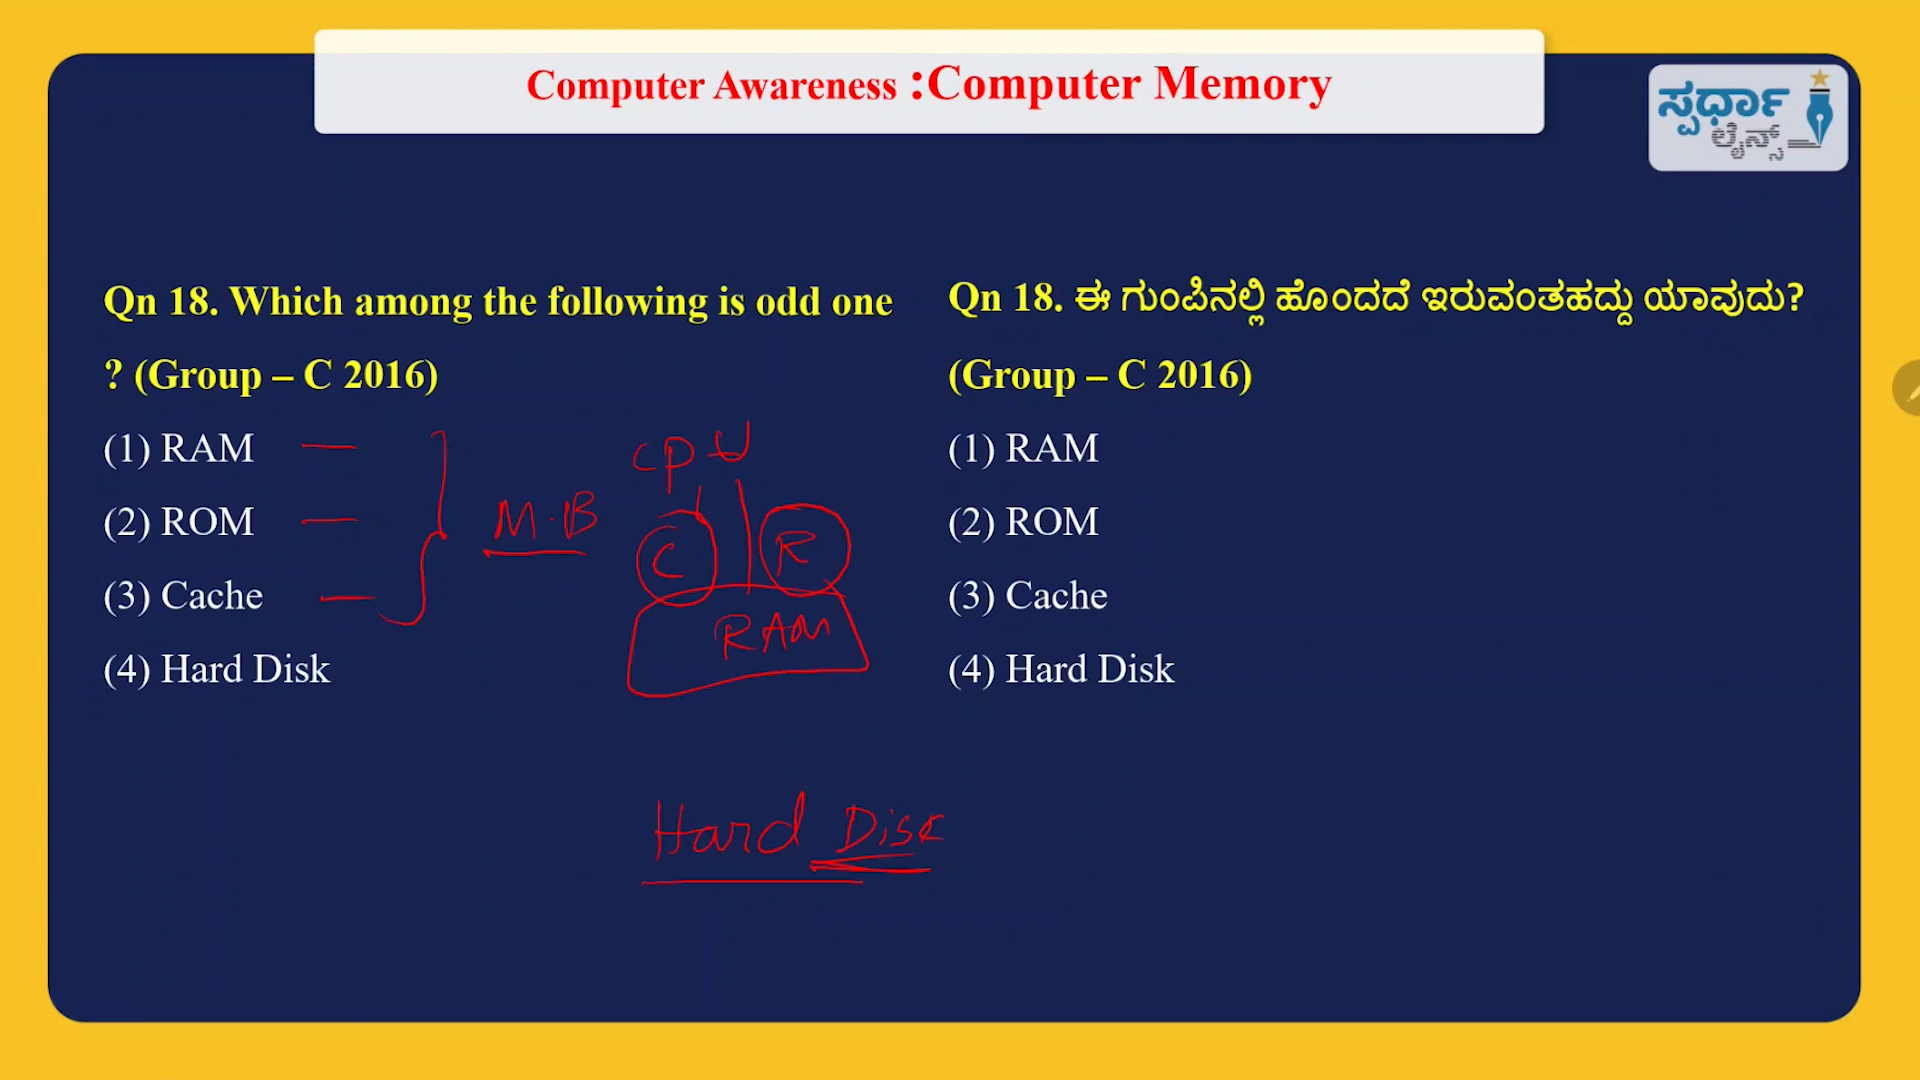 Computer Awareness :Computer Memory
ಸ್ಪರ್ಧಾ
ಲೈನ್ಸ್
Qn 18. Which among the following is odd one
? (Group – C 2016)
(1) RAM
(2) ROM
(3) Cache
(4) Hard Disk
M.B
CPU
C
R
RAM
Hard Disk
Qn 18. ಈ ಗುಂಪಿನಲ್ಲಿ ಹೊಂದದೆ ಇರುವಂತಹದ್ದು ಯಾವುದು?
(Group – C 2016)
(1) RAM
(2) ROM
(3) Cache
(4) Hard Disk